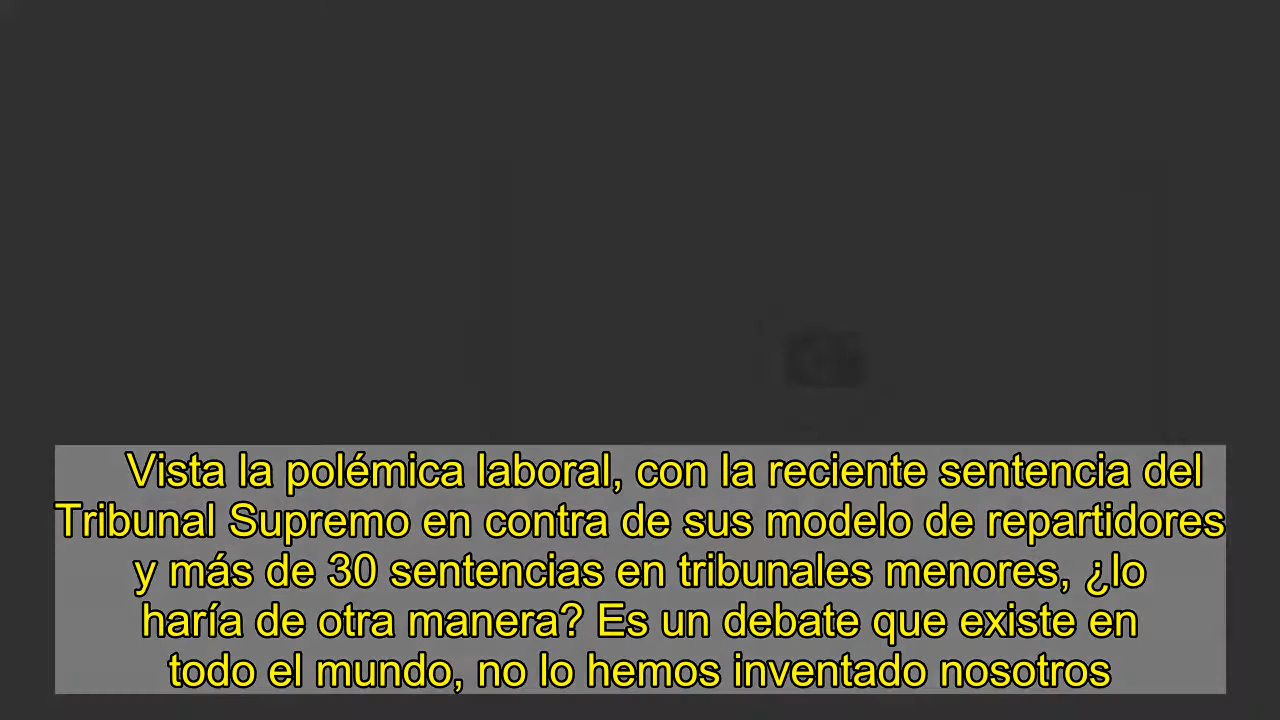 Vista la polémica laboral, con la reciente sentencia del
Tribunal Supremo en contra de sus modelo de repartidores
y más de 30 sentencias en tribunales menores, ¿lo
haría de otra manera? Es un debate que existe en
todo el mundo, no lo hemos inventado nosotros